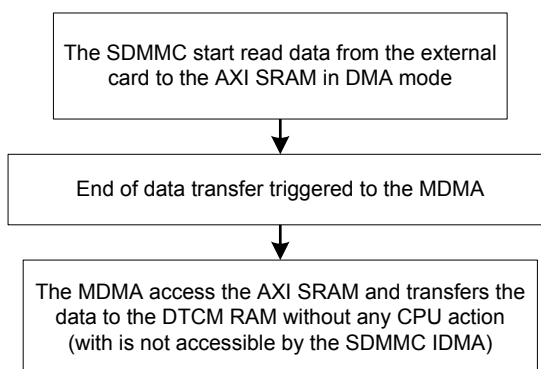 The SDMMC start read data from the external
card to the AXI SRAM in DMA mode
End of data transfer triggered to the MDMA
The MDMA access the AXI SRAM and transfers the
data to the DTCM RAM without any CPU action
(with is not accessible by the SDMMC IDMA)